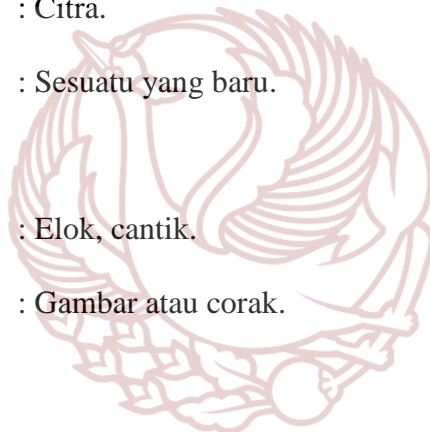 : Citra.
: Sesuatu yang baru.
: Elok, cantik.
: Gambar atau corak.